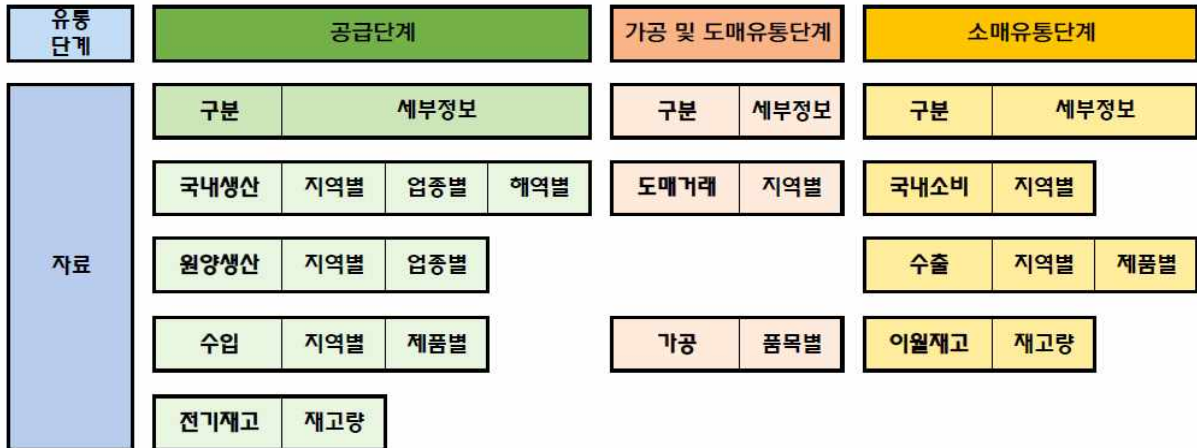 유통
단계
공급단계
가공 및 도매유통단계
소매유통단계
자료
구분 세부정보
구분 세부정보
구분 세부정보
국내생산 지역별 업종별 해역별
도매거래 지역별
국내소비 지역별
원양생산 지역별 업종별
수출 지역별 제품별
수입 지역별 제품별
가공 품목별
이월재고 재고량
전기재고 재고량